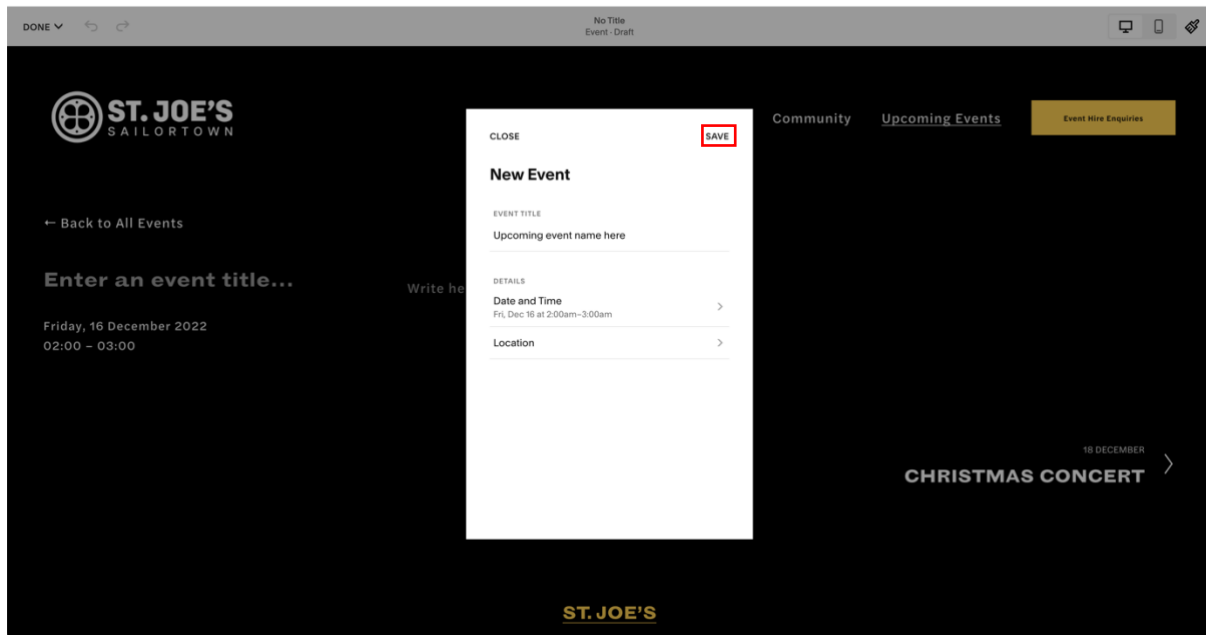 DONE
No Title
Event · Draft
ST. JOE'S
SAILORTOWN
Community
Upcoming Events
Event Hire Enquiries
← Back to All Events
Enter an event title...
Write he
Friday, 16 December 2022
02:00 – 03:00
CLOSE
SAVE
New Event
EVENT TITLE
Upcoming event name here
DETAILS
Date and Time
Fri, Dec 16 at 2:00am–3:00am
Location
18 DECEMBER
CHRISTMAS CONCERT
ST. JOE'S